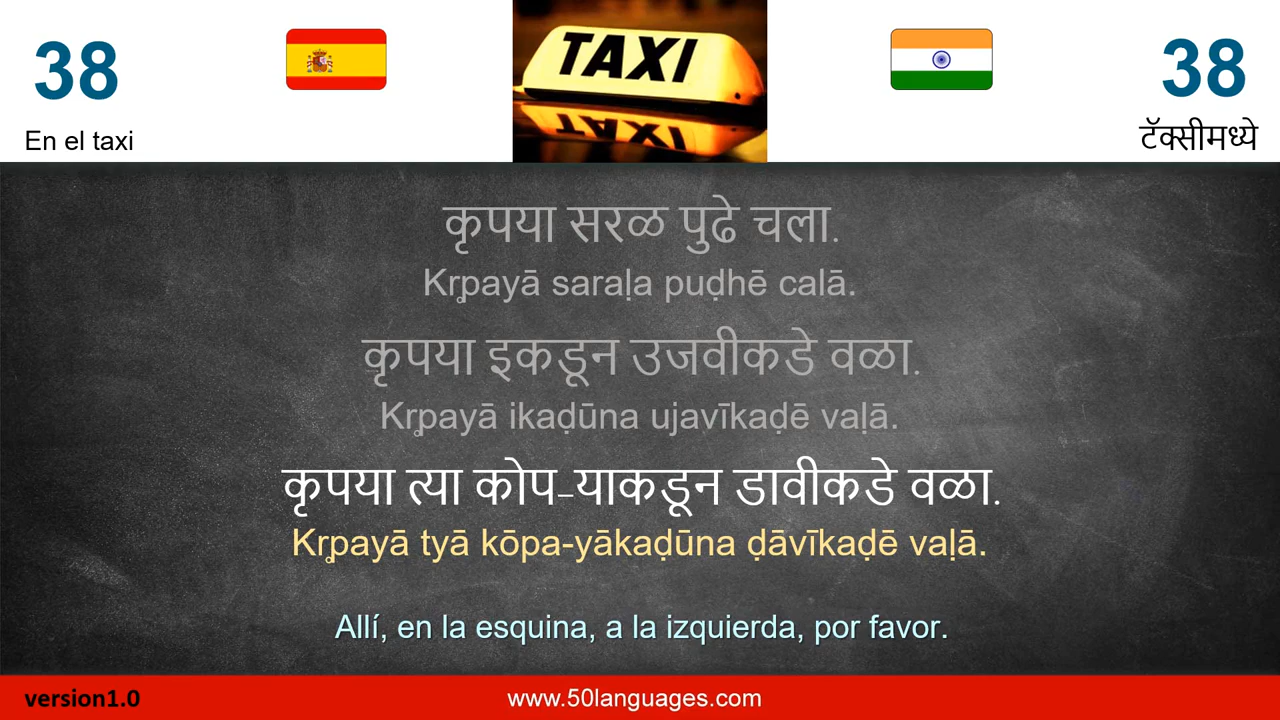 38
En el taxi
TAXI
38
टॅक्सीमध्ये
कृपया सरळ पुढे चला.
Kr̥payā saraḷa puḍhē calā.
कृपया इकडून उजवीकडे वळा.
Kr̥payā ikaḍūna ujavīkaḍē vaḷā.
कृपया त्या कोप-याकडून डावीकडे वळा.
Kr̥payā tyā kōpa-yākaḍūna ḍāvīkaḍē vaḷā.
Allí, en la esquina, a la izquierda, por favor.
version1.0
www.50languages.com